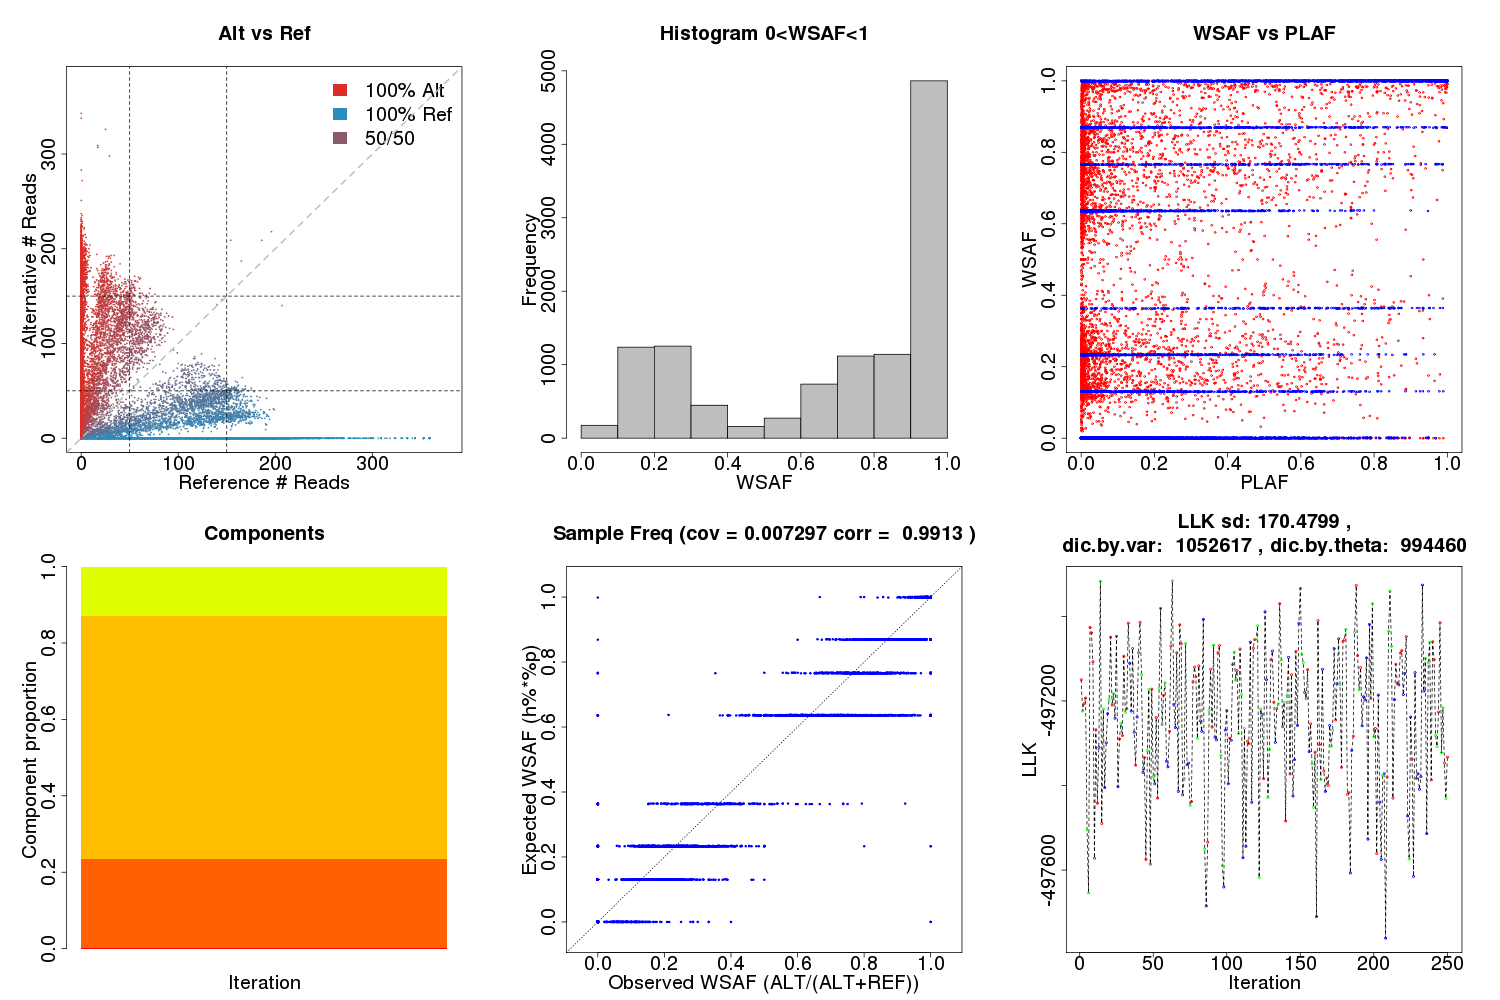 Alt vs Ref
100% Alt
100% Ref
50/50
Alternative # Reads
0 100 200 300
0 100 200 300
Reference # Reads
Histogram 0<WSAF<1
Frequency
0 1000 2000 3000 4000 5000
0.0 0.2 0.4 0.6 0.8 1.0
WSAF
WSAF vs PLAF
WSAF
0.0 0.2 0.4 0.6 0.8 1.0
0.0 0.2 0.4 0.6 0.8 1.0
PLAF
Components
Component proportion
0.0 0.2 0.4 0.6 0.8 1.0
Iteration
Sample Freq (cov = 0.007297 corr = 0.9913 )
Expected WSAF (h%*%p)
0.0 0.2 0.4 0.6 0.8 1.0
0.0 0.2 0.4 0.6 0.8 1.0
Observed WSAF (ALT/(ALT+REF))
LLK sd: 170.4799 ,
dic.by.var: 1052617 , dic.by.theta: 994460
LLK
-497600 -497200
0 50 100 150 200 250
Iteration